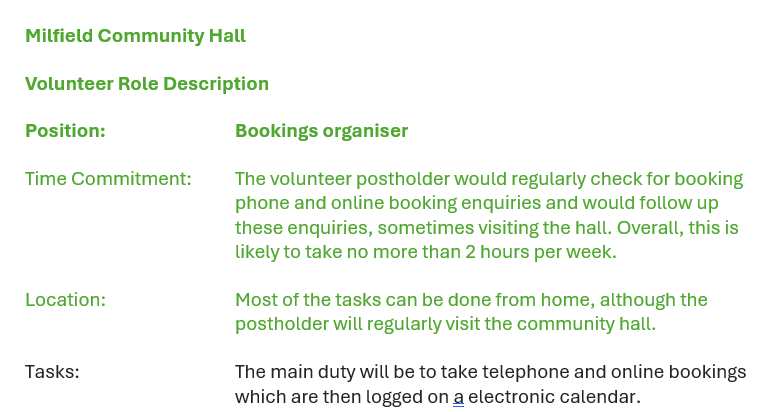 Milfield Community Hall
Volunteer Role Description
Position: Bookings organiser
Time Commitment: The volunteer postholder would regularly check for booking
phone and online booking enquiries and would follow up
these enquiries, sometimes visiting the hall. Overall, this is
likely to take no more than 2 hours per week.
Location: Most of the tasks can be done from home, although the
postholder will regularly visit the community hall.
Tasks: The main duty will be to take telephone and online bookings
which are then logged on a electronic calendar.